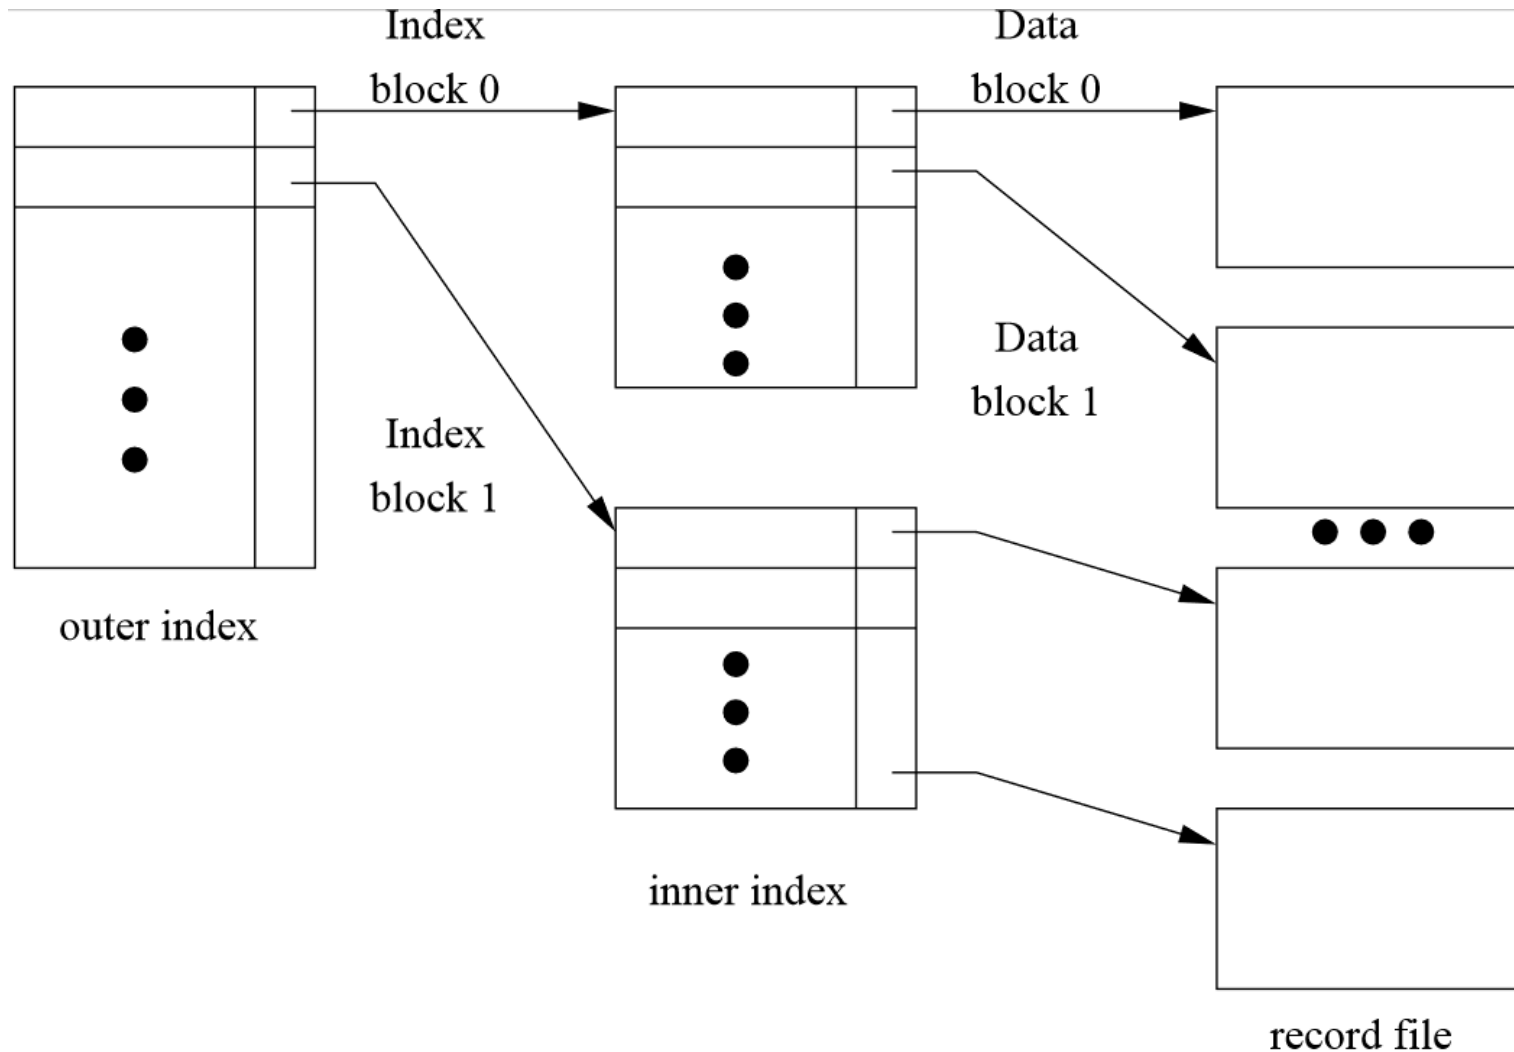 Index
block 0
Data
block 0
Data
block 1
Index
block 1
outer index
inner index
record file